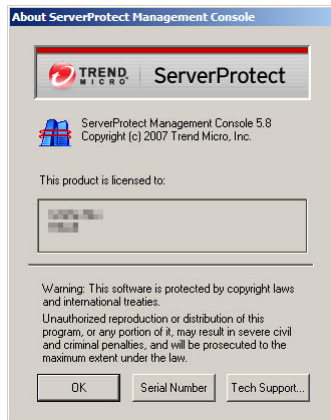 About ServerProtect Management Console
TREND
MICRO
ServerProtect
ServerProtect Management Console 5.8
Copyright (c) 2007 Trend Micro, Inc.
This product is licensed to:
Warning: This software is protected by copyright laws
and international treaties.
Unauthorized reproduction or distribution of this
program, or any portion of it, may result in severe civil
and criminal penalties, and will be prosecuted to the
maximum extent under the law.
OK
Serial Number
Tech Support...